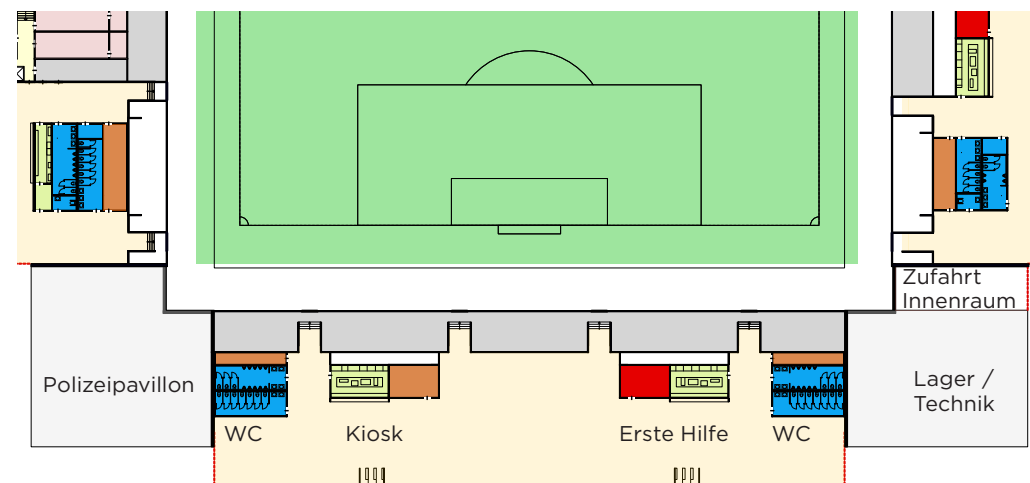 Zufahrt
Innenraum
Polizeipavillon
Lager /
Technik
WC
Kiosk
Erste Hilfe
WC